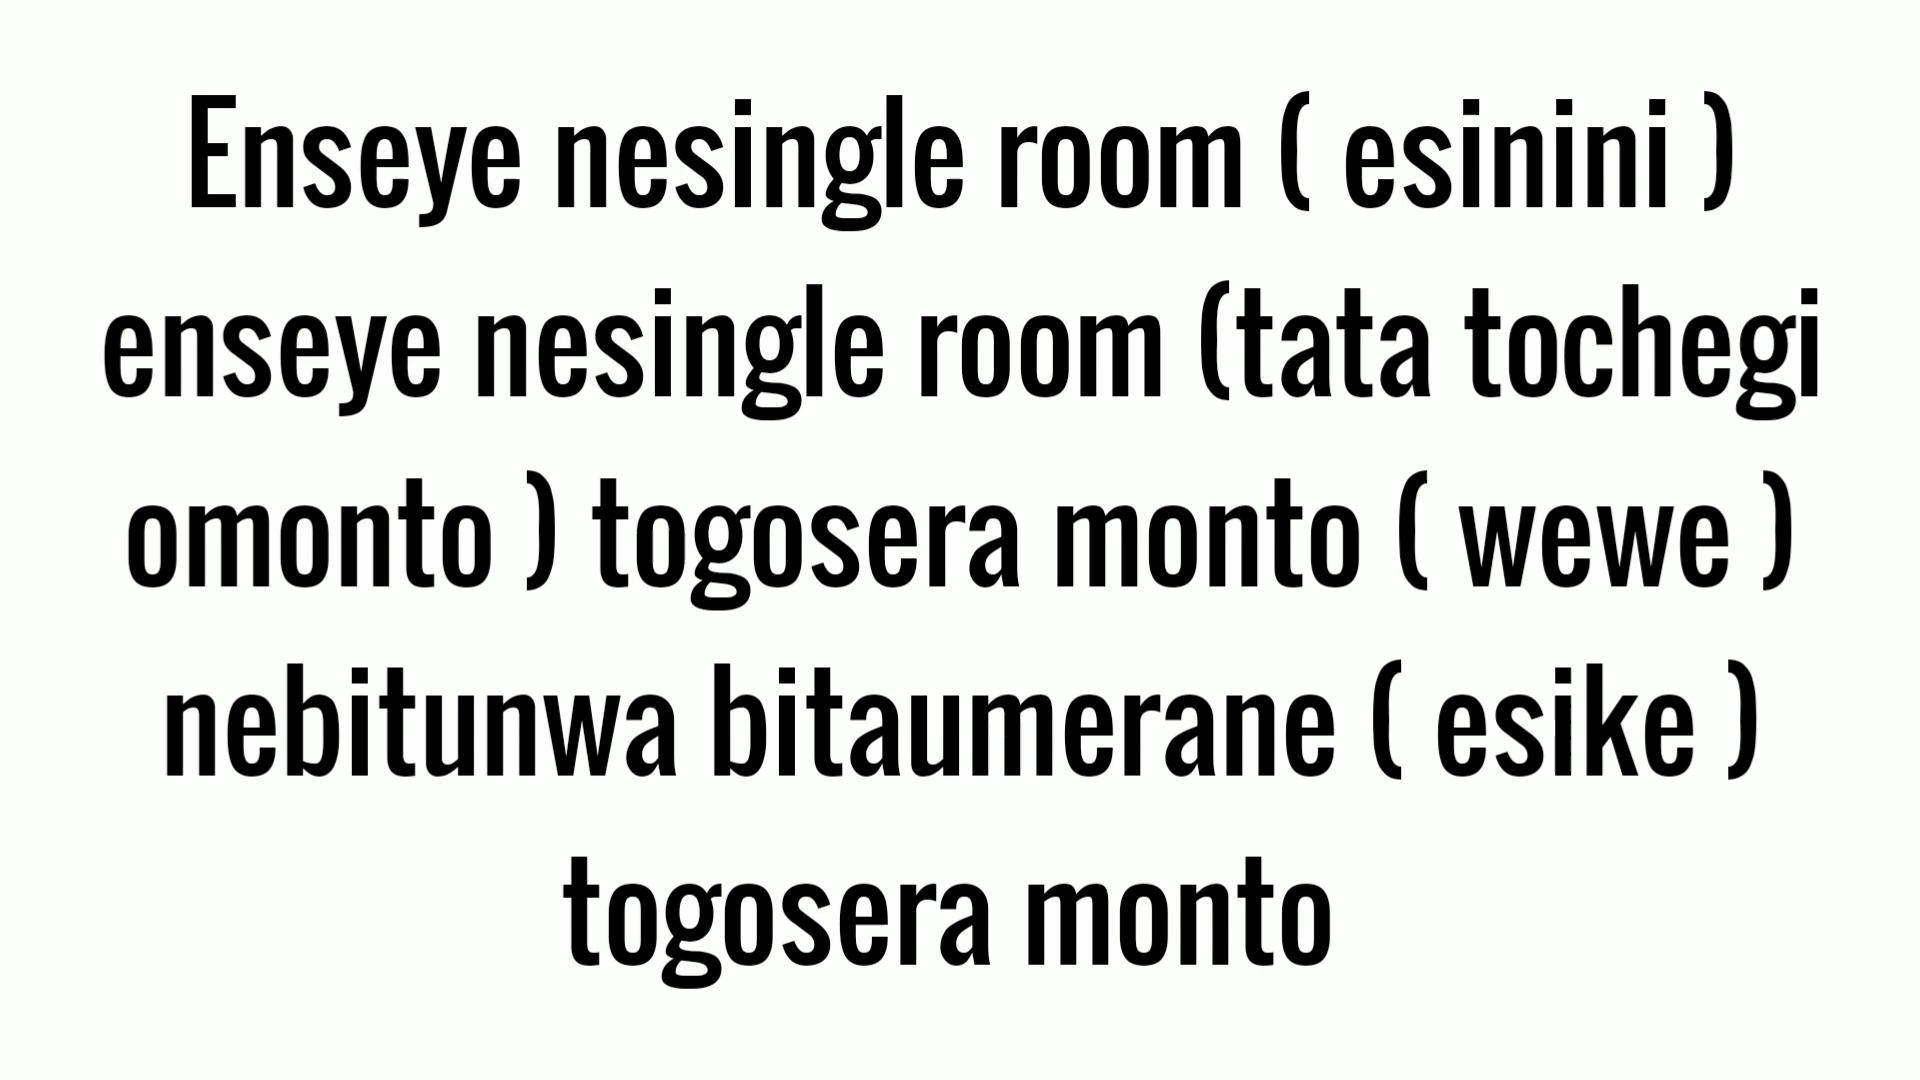 Enseye nesingle room ( esinini )
enseye nesingle room (tata tochegi
omonto ) togosera monto ( wewe )
nebitunwa bitaumerane ( esike )
togosera monto